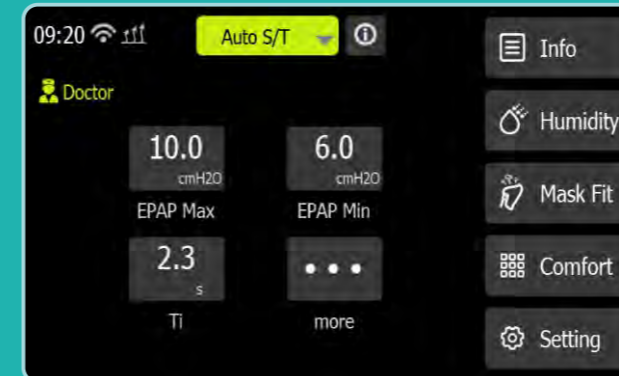 09:20 Auto S/T
Doctor
10.0 6.0
cmH2O cmH2O
EPAP Max EPAP Min
2.3
s
Ti more
Info
Humidity
Mask Fit
Comfort
Setting